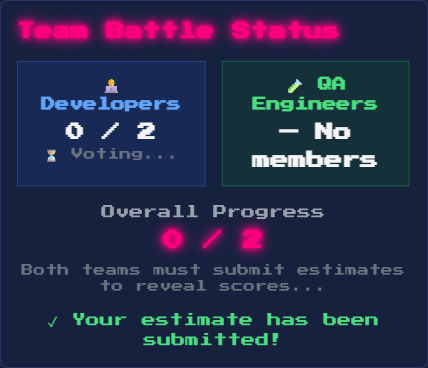 Team Battle Status
🧑‍💻
Developers
0 / 2
⏳ Voting...
🧪 QA
Engineers
— No
members
Overall Progress
0 / 2
Both teams must submit estimates
to reveal scores...
✓ Your estimate has been
submitted!